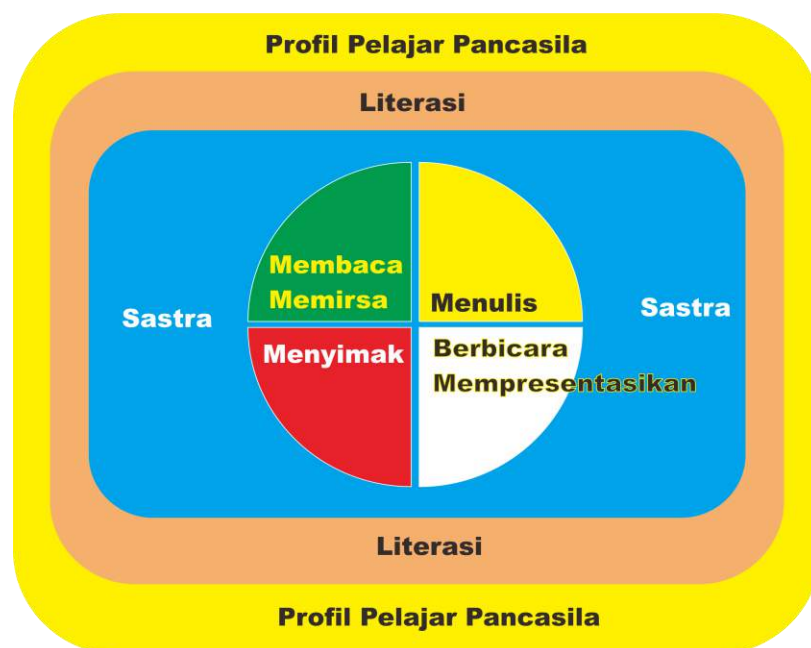 Profil Pelajar Pancasila
Literasi
Membaca
Memirsa
Menulis
Sastra
Sastra
Menyimak
Berbicara
Mempresentasikan
Literasi
Profil Pelajar Pancasila